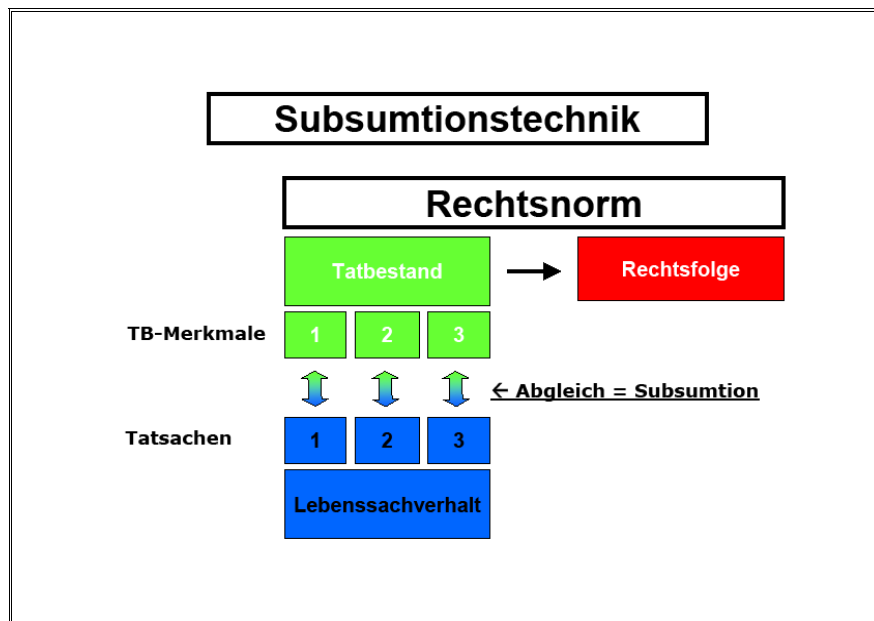 Subsumtionstechnik
Rechtsnorm
Tatbestand
Rechtsfolge
TB-Merkmale 1 2 3
← Abgleich = Subsumtion
Tatsachen 1 2 3
Lebenssachverhalt